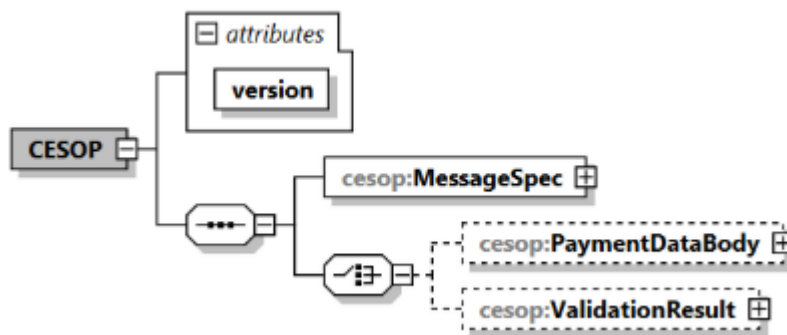 attributes
version
CESOP
cesop:MessageSpec
cesop:PaymentDataBody
cesop:ValidationResult